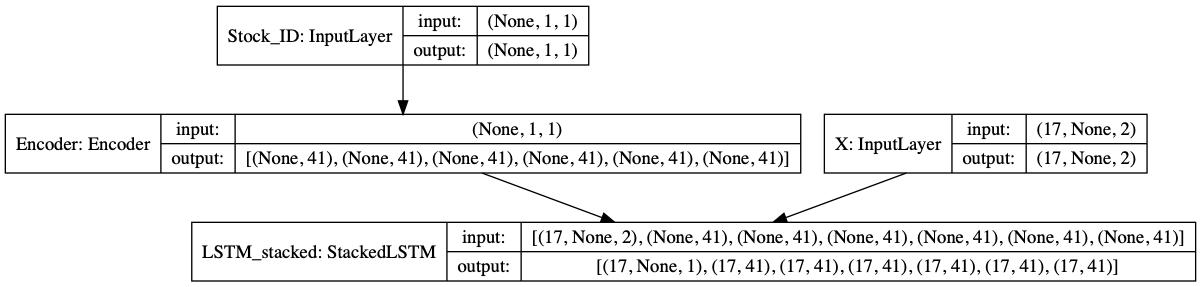 Stock_ID: InputLayer
input: (None, 1, 1)
output: (None, 1, 1)
Encoder: Encoder
input: (None, 1, 1)
output: [(None, 41), (None, 41), (None, 41), (None, 41), (None, 41), (None, 41)]
X: InputLayer
input: (17, None, 2)
output: (17, None, 2)
LSTM_stacked: StackedLSTM
input: [(17, None, 2), (None, 41), (None, 41), (None, 41), (None, 41), (None, 41), (None, 41)]
output: [(17, None, 1), (17, 41), (17, 41), (17, 41), (17, 41), (17, 41), (17, 41)]